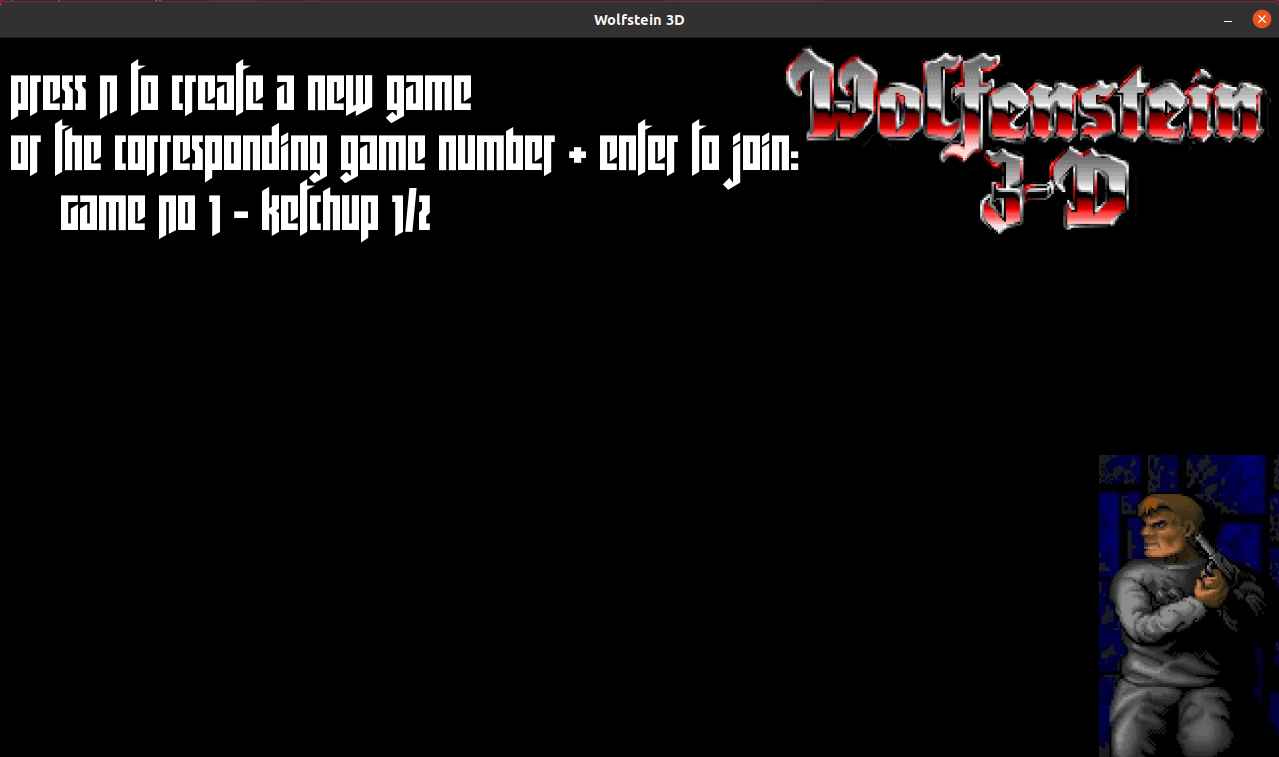 Wolfstein 3D
press n to create a new game
or the corresponding game number + enter to join:
Game no 1 - ketchup 1/2
Wolfenstein
3-D